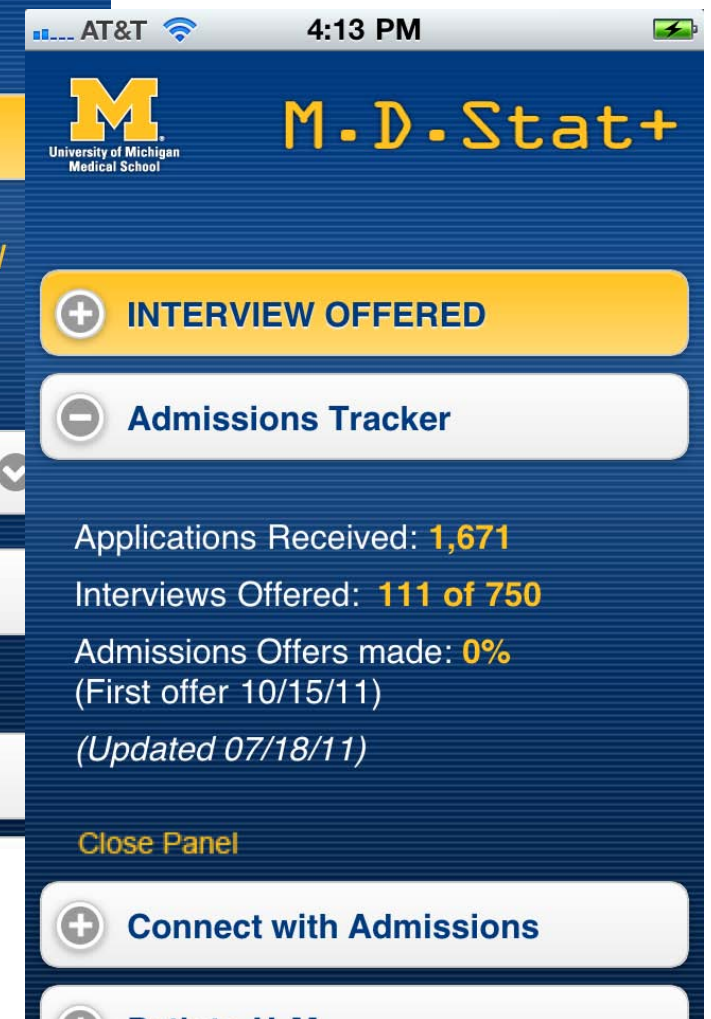 AT&T 4:13 PM
M
University of Michigan
Medical School
M.D.Stat+
INTERVIEW OFFERED
Admissions Tracker
Applications Received: 1,671
Interviews Offered: 111 of 750
Admissions Offers made: 0%
(First offer 10/15/11)
(Updated 07/18/11)
Close Panel
Connect with Admissions